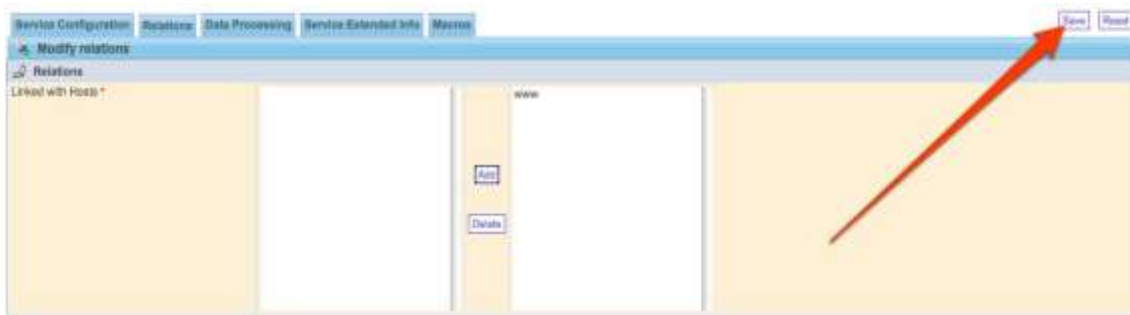 Service Configuration Relations Data Processing Service Extended Info Macros Save Reset
Modify relations
Relations
Linked with Hosts *
www
Add
Delete